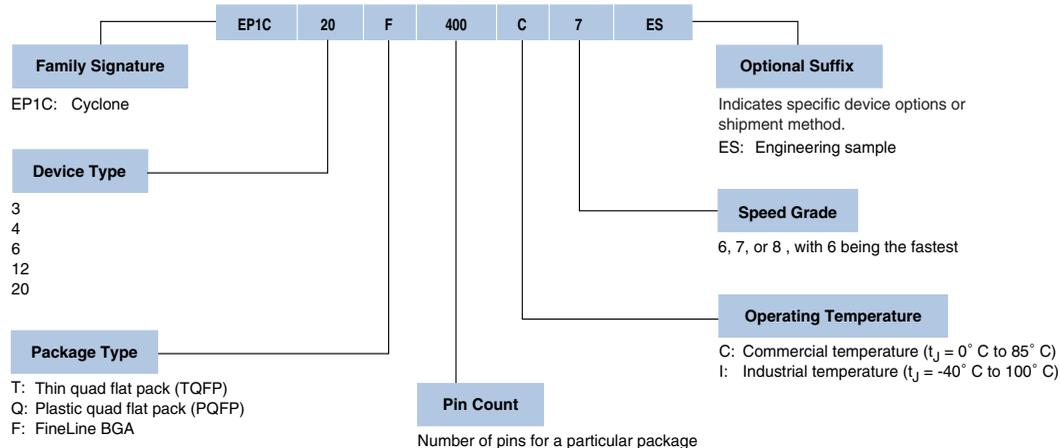 EP1C 20 F 400 C 7 ES
Family Signature
EP1C: Cyclone
Device Type
3
4
6
12
20
Package Type
T: Thin quad flat pack (TQFP)
Q: Plastic quad flat pack (PQFP)
F: FineLine BGA
Pin Count
Number of pins for a particular package
Optional Suffix
Indicates specific device options or
shipment method.
ES: Engineering sample
Speed Grade
6, 7, or 8 , with 6 being the fastest
Operating Temperature
C: Commercial temperature (tJ = 0˚ C to 85˚ C)
I: Industrial temperature (tJ = -40˚ C to 100˚ C)